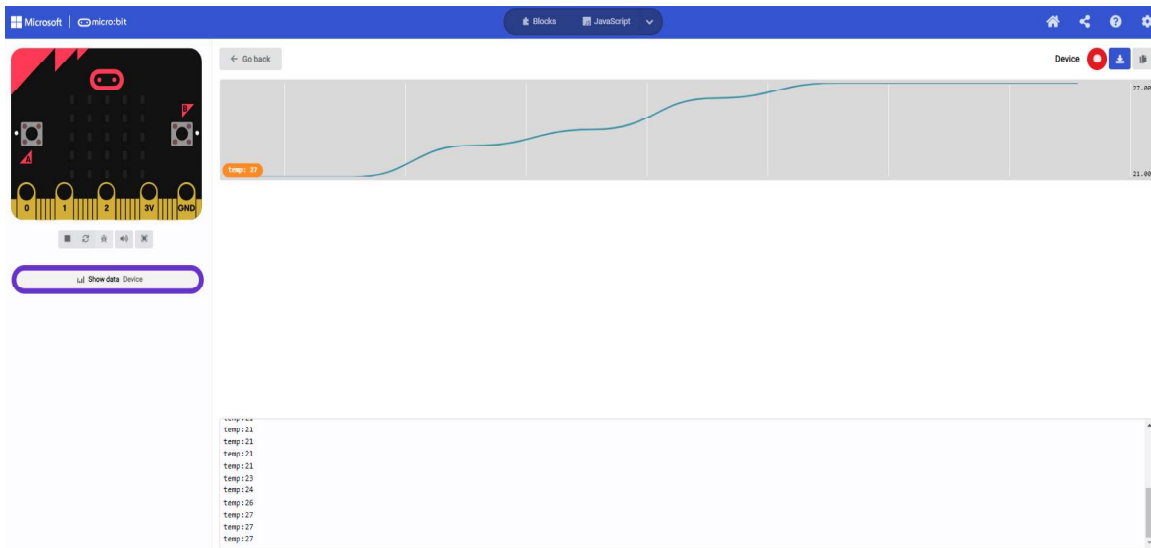 Microsoft micro:bit Blocks JavaScript
Go back Device
27.00
temp: 27
21.00
B
A
0 1 2 3V GND
Show data Device
temp:21
temp:21
temp:21
temp:21
temp:23
temp:24
temp:26
temp:27
temp:27
temp:27